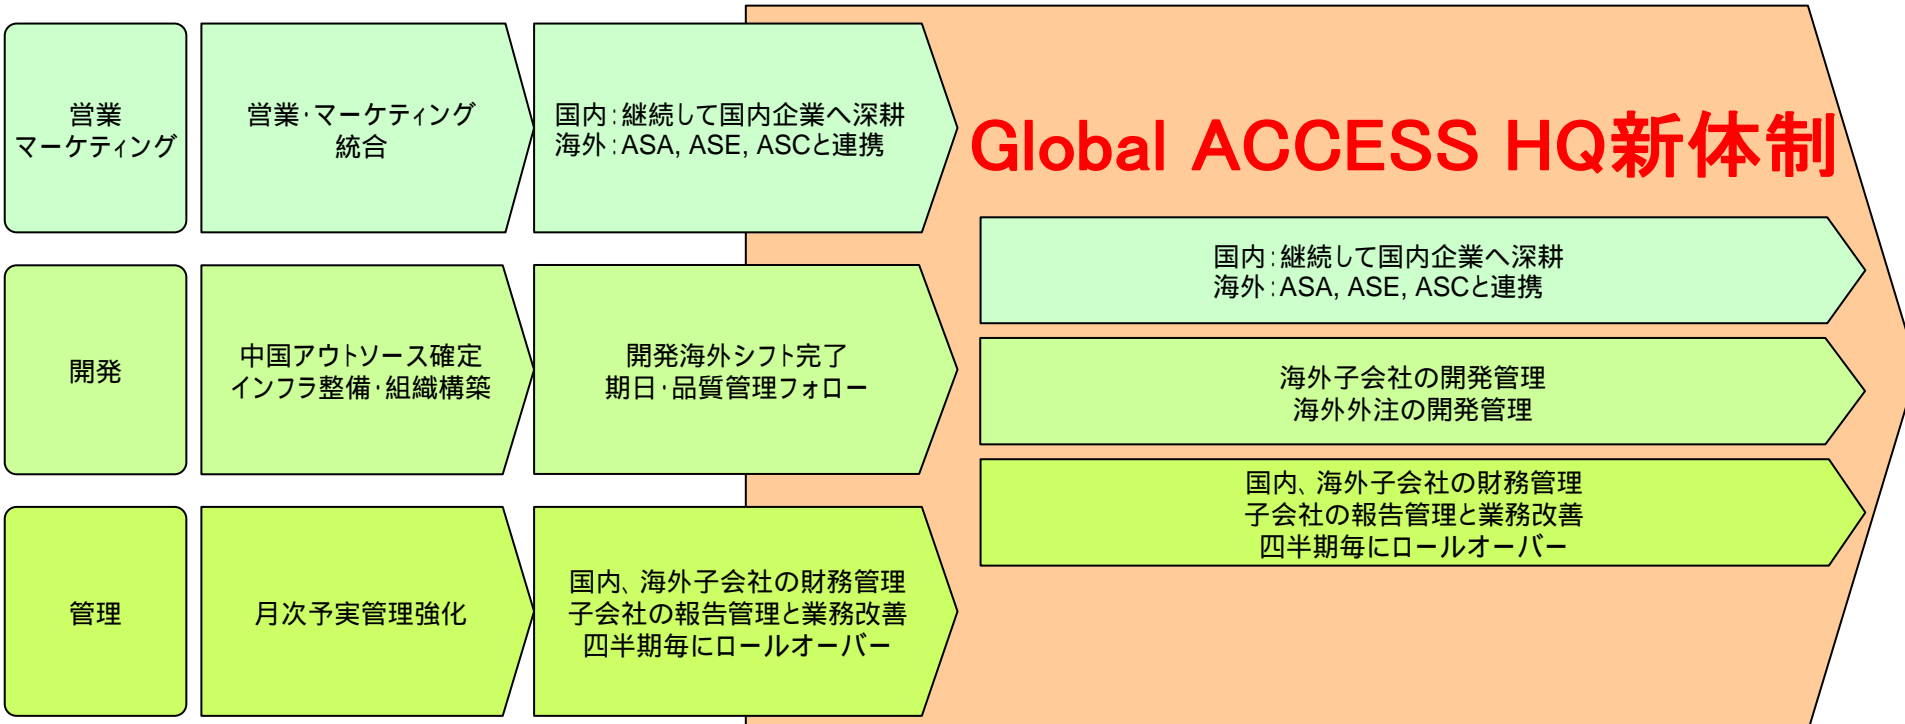 営業
マーケティング
営業・マーケティング
統合
国内：継続して国内企業へ深耕
海外：ASA, ASE, ASCと連携
Global ACCESS HQ新体制
国内：継続して国内企業へ深耕
海外：ASA, ASE, ASCと連携
開発
中国アウトソース確定
インフラ整備・組織構築
開発海外シフト完了
期日・品質管理フォロー
海外子会社の開発管理
海外外注の開発管理
管理
月次予実管理強化
国内、海外子会社の財務管理
子会社の報告管理と業務改善
四半期毎にロールオーバー
国内、海外子会社の財務管理
子会社の報告管理と業務改善
四半期毎にロールオーバー